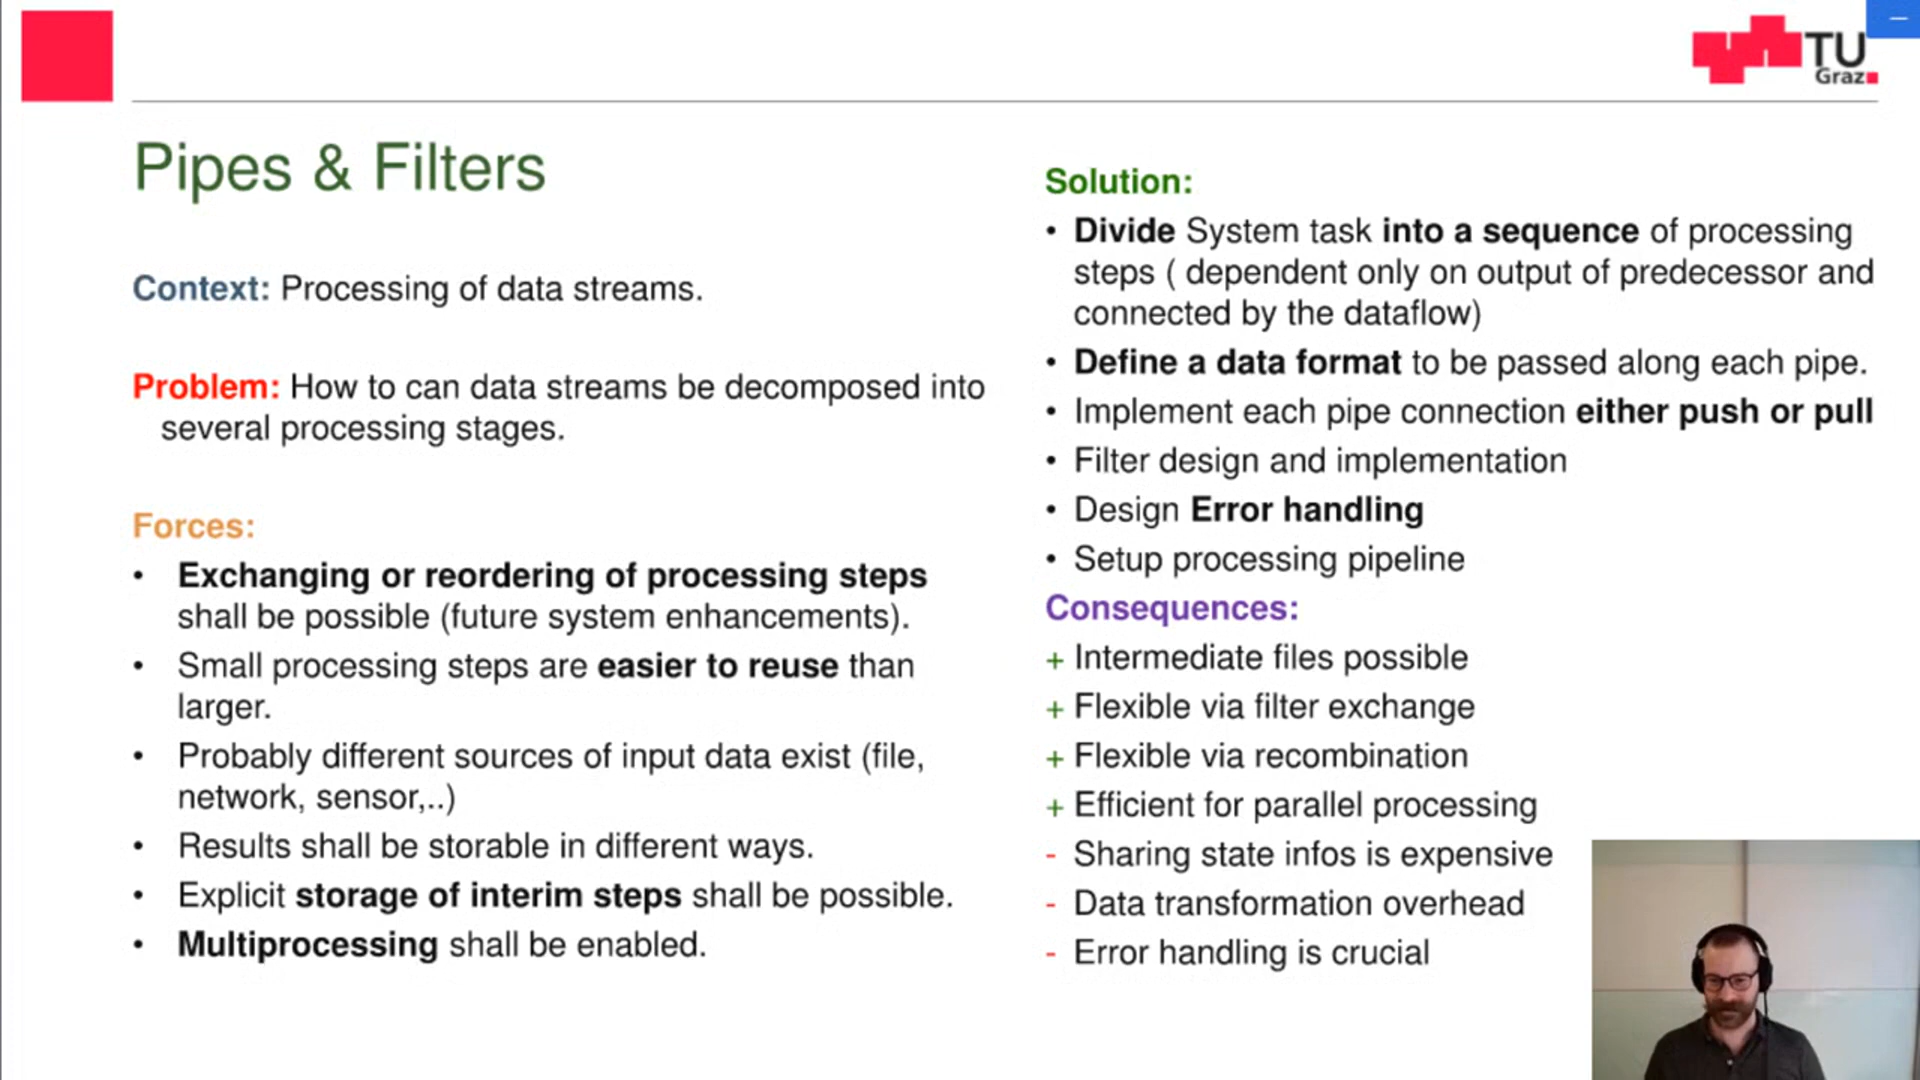 TU
Graz
Pipes & Filters
Context: Processing of data streams.
Problem: How to can data streams be decomposed into
several processing stages.
Forces:
• Exchanging or reordering of processing steps
shall be possible (future system enhancements).
• Small processing steps are easier to reuse than
larger.
• Probably different sources of input data exist (file,
network, sensor,..)
• Results shall be storable in different ways.
• Explicit storage of interim steps shall be possible.
• Multiprocessing shall be enabled.
Solution:
• Divide System task into a sequence of processing
steps ( dependent only on output of predecessor and
connected by the dataflow)
• Define a data format to be passed along each pipe.
• Implement each pipe connection either push or pull
• Filter design and implementation
• Design Error handling
• Setup processing pipeline
Consequences:
+ Intermediate files possible
+ Flexible via filter exchange
+ Flexible via recombination
+ Efficient for parallel processing
- Sharing state infos is expensive
- Data transformation overhead
- Error handling is crucial